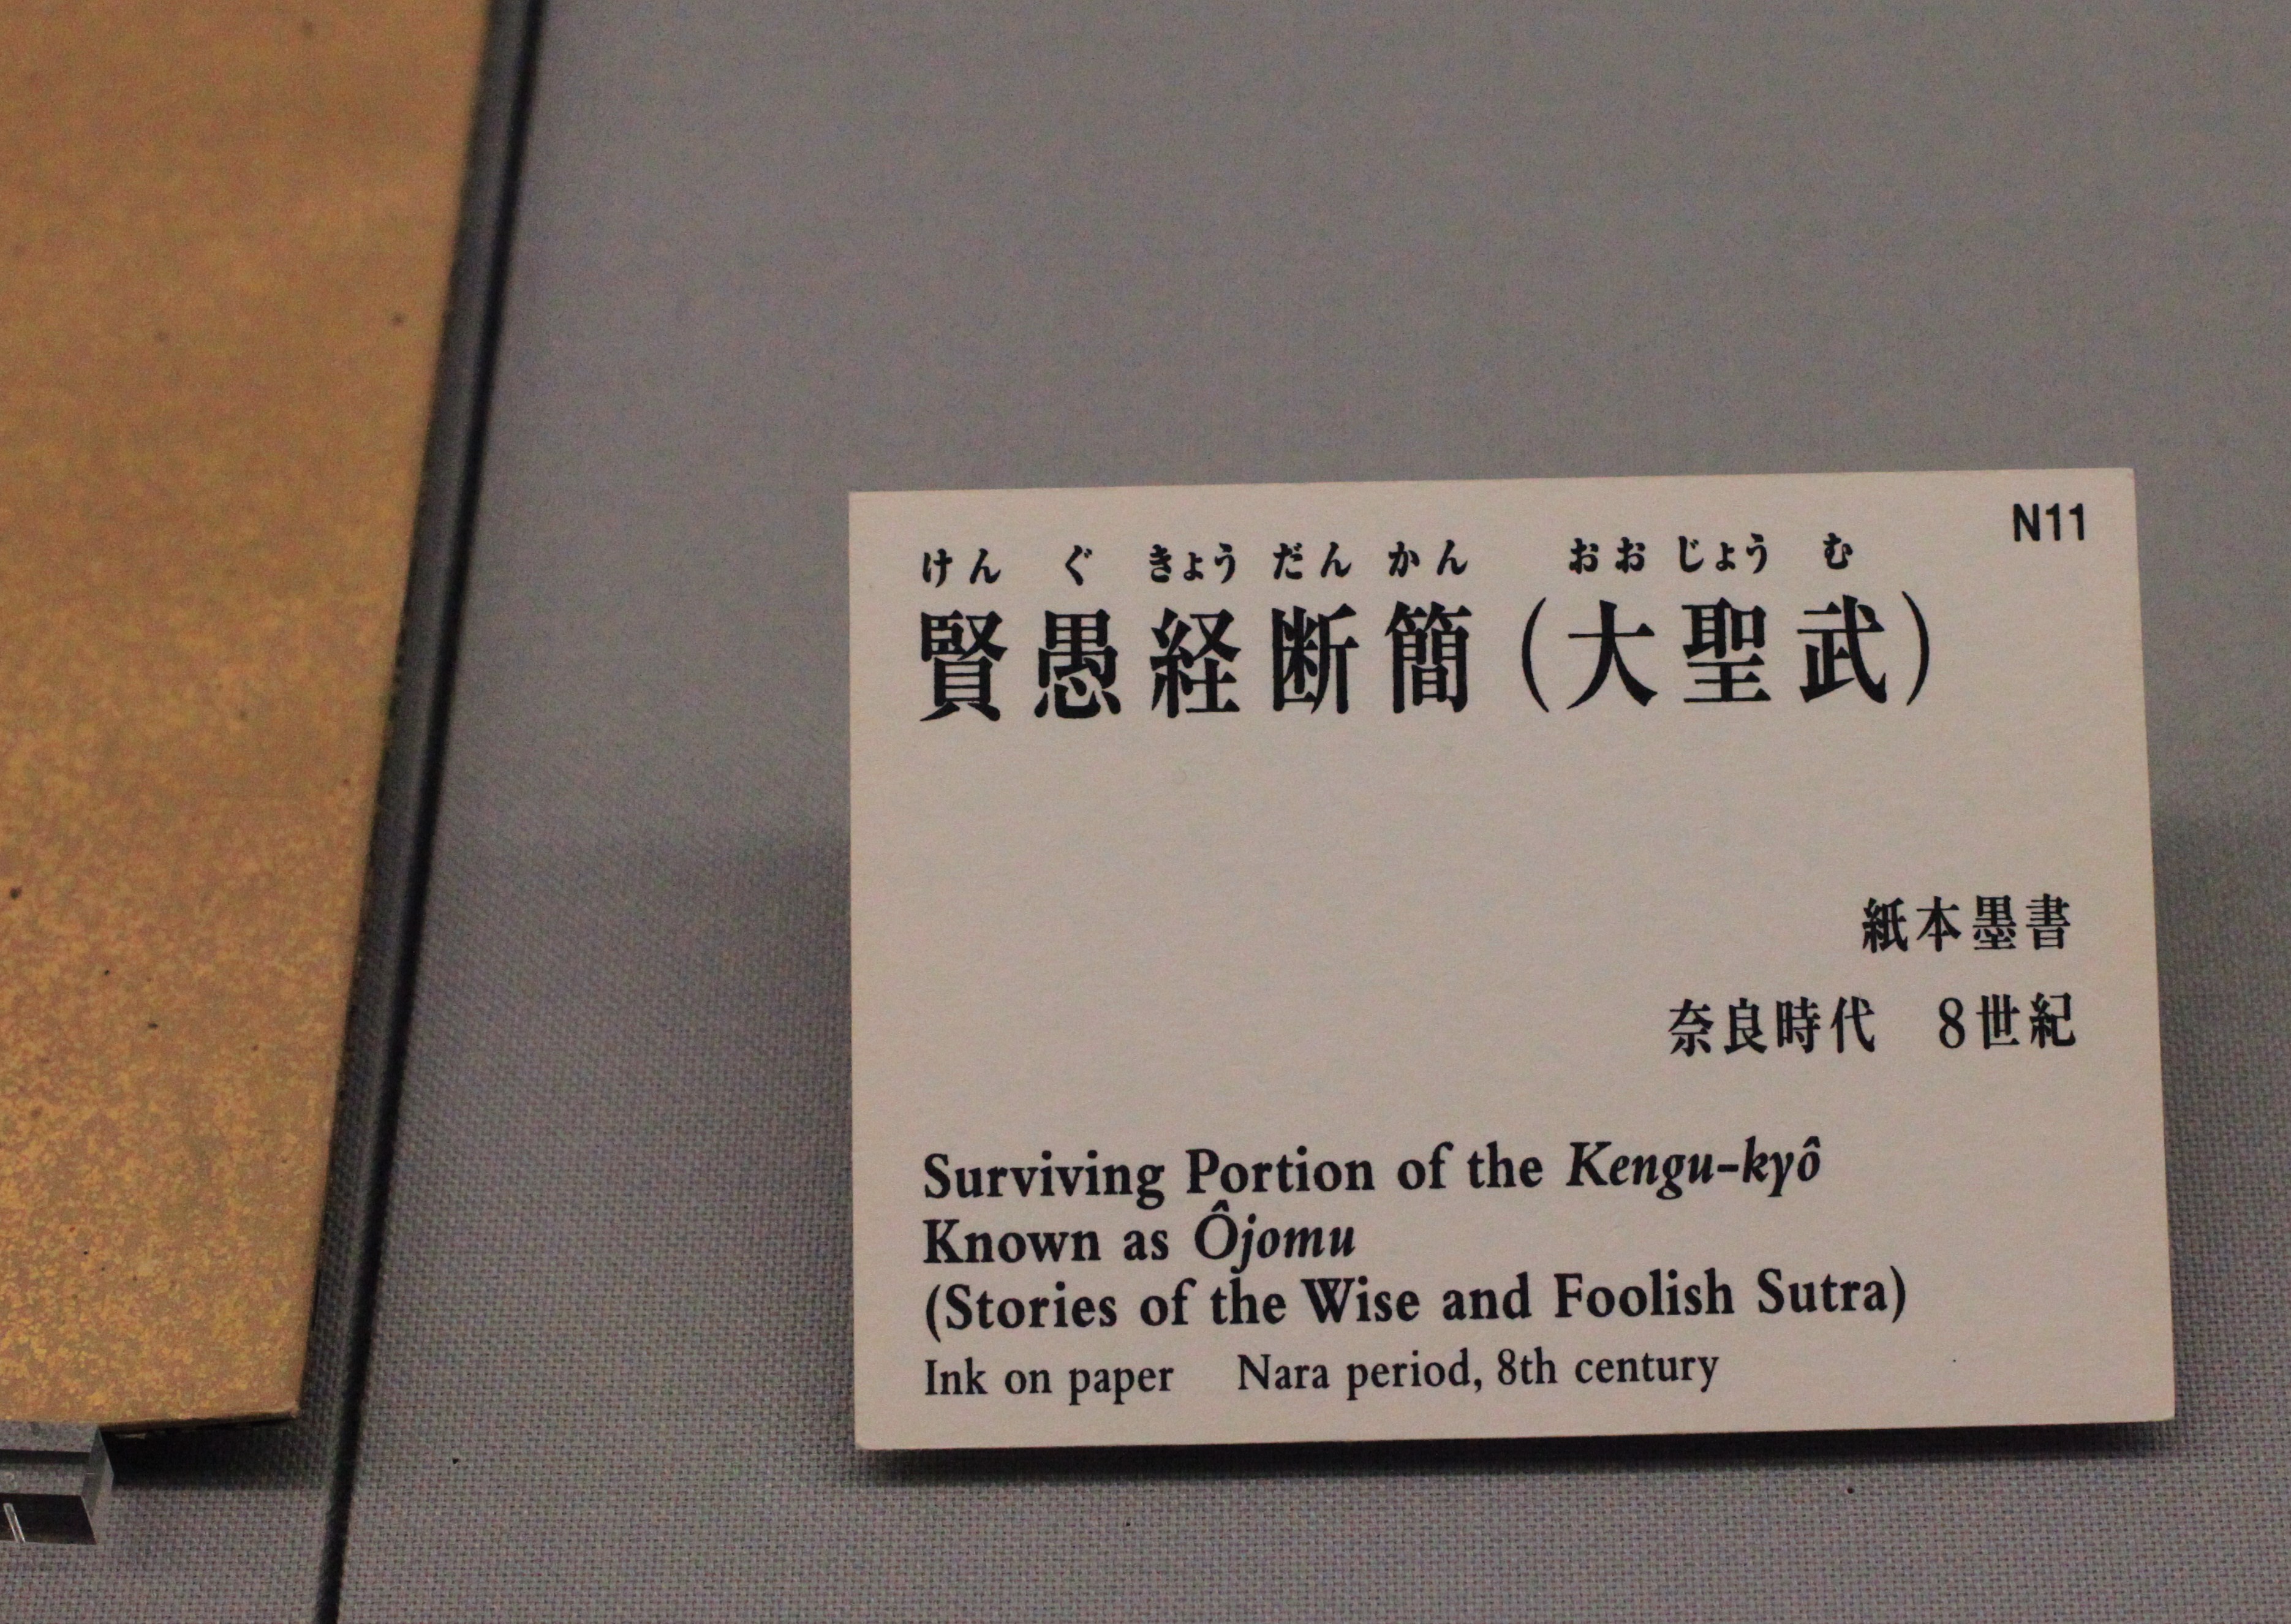 N11
けんぐきょうだんかん おおじょうむ
賢愚経断簡（大聖武）
紙本墨書
奈良時代　8世紀
Surviving Portion of the Kengu-kyô
Known as Ôjomu
(Stories of the Wise and Foolish Sutra)
Ink on paper　Nara period, 8th century